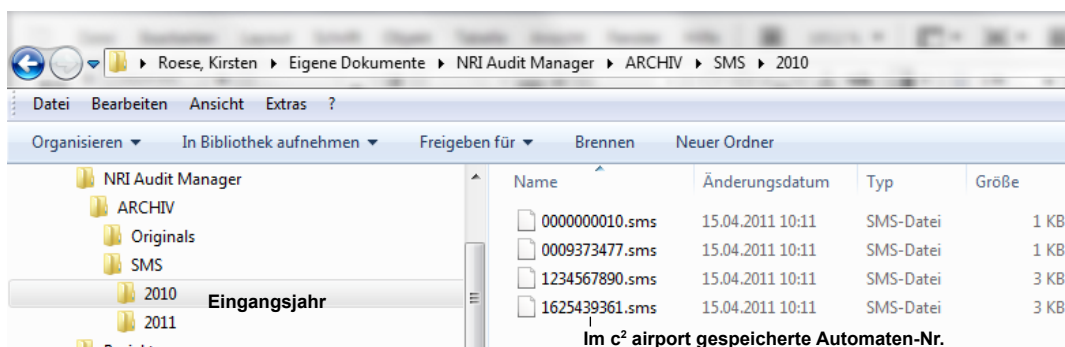 Roese, Kirsten ▸ Eigene Dokumente ▸ NRI Audit Manager ▸ ARCHIV ▸ SMS ▸ 2010
Datei Bearbeiten Ansicht Extras ?
Organisieren In Bibliothek aufnehmen Freigeben für Brennen Neuer Ordner
NRI Audit Manager
ARCHIV
Originals
SMS
2010 Eingangsjahr
2011
Name Änderungsdatum Typ Größe
0000000010.sms 15.04.2011 10:11 SMS-Datei 1 KB
0009373477.sms 15.04.2011 10:11 SMS-Datei 1 KB
1234567890.sms 15.04.2011 10:11 SMS-Datei 3 KB
1625439361.sms 15.04.2011 10:11 SMS-Datei 3 KB
Im c² airport gespeicherte Automaten-Nr.